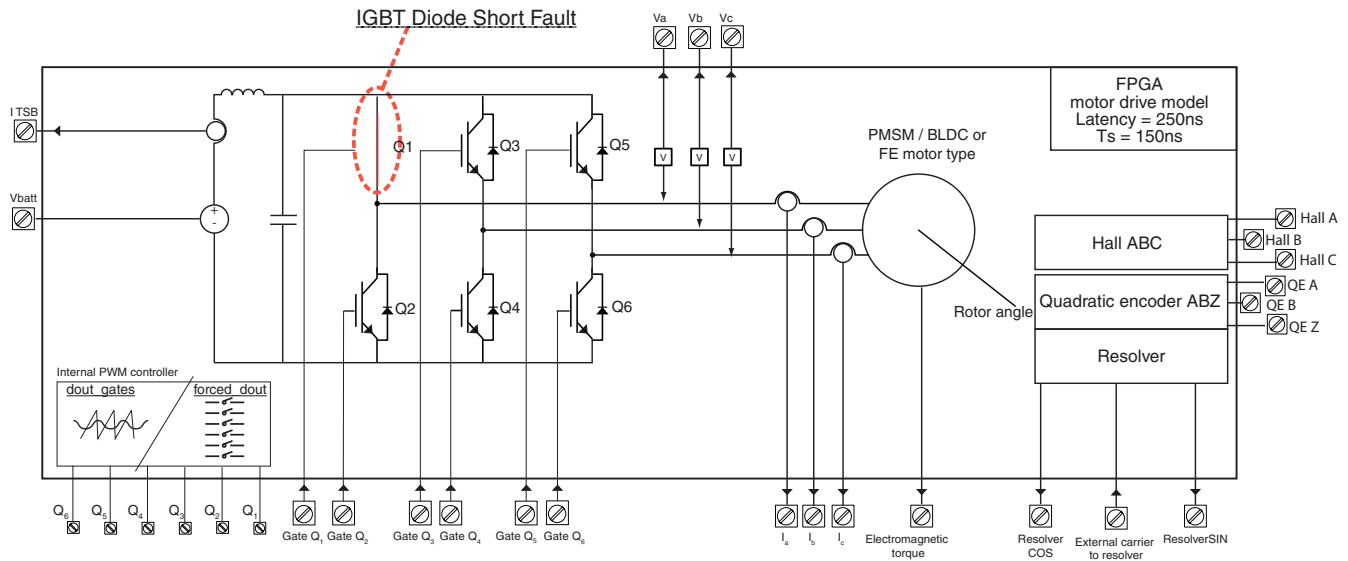 IGBT Diode Short Fault
Va
Vb
Vc
I TSB
Vbatt
+
-
Q1
Q3
Q5
Q2
Q4
Q6
V
V
V
PMSM / BLDC or
FE motor type
FPGA
motor drive model
Latency = 250ns
Ts = 150ns
Rotor angle
Hall ABC
Quadratic encoder ABZ
Resolver
Hall A
Hall B
Hall C
QE A
QE B
QE Z
Internal PWM controller
dout_gates
forced_dout
Q6 Q5 Q4 Q3 Q2 Q1
Gate Q1 Gate Q2 Gate Q3 Gate Q4 Gate Q5 Gate Q6
Ia Ib Ic
Electromagnetic
torque
Resolver
COS
External carrier
to resolver
ResolverSIN